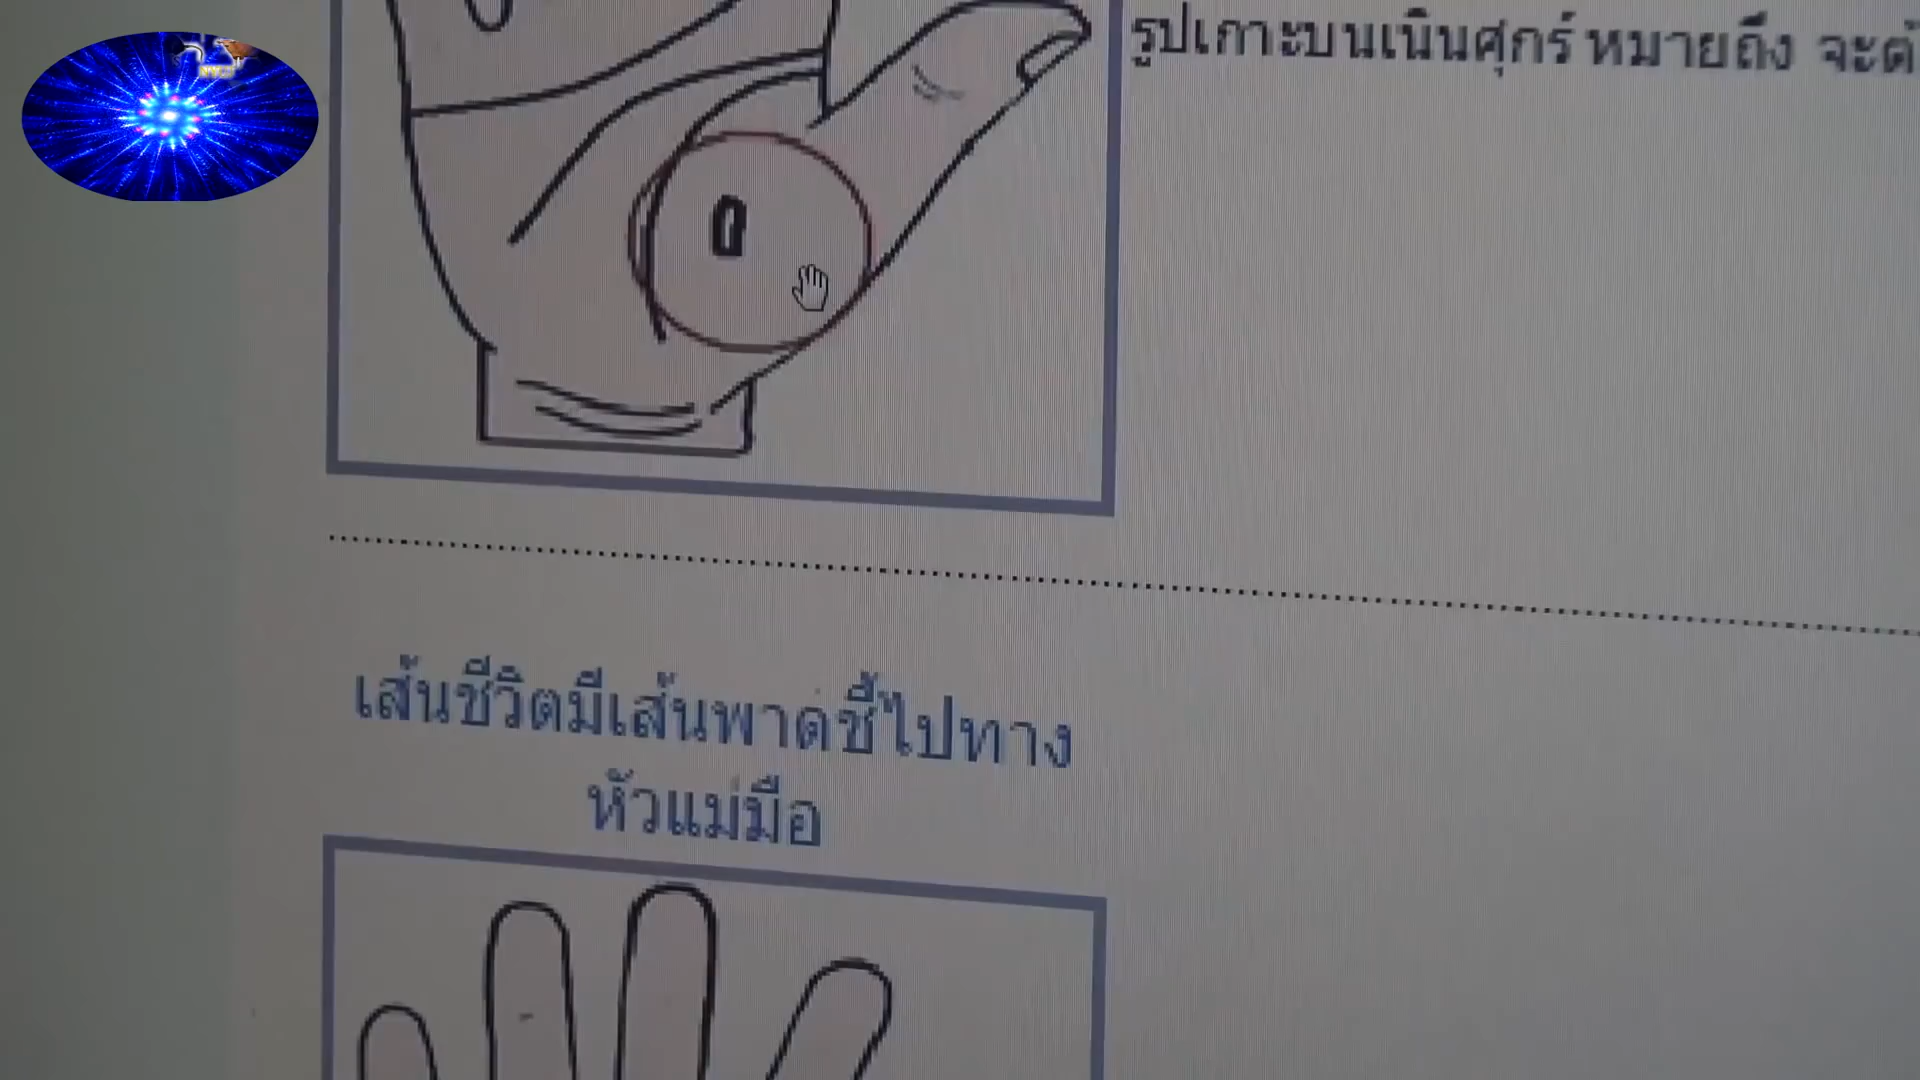 รูปเกาะบนเนินศุกร์ หมายถึง จะต้
เส้นชีวิตมีเส้นพาดชี้ไปทาง
หัวแม่มือ